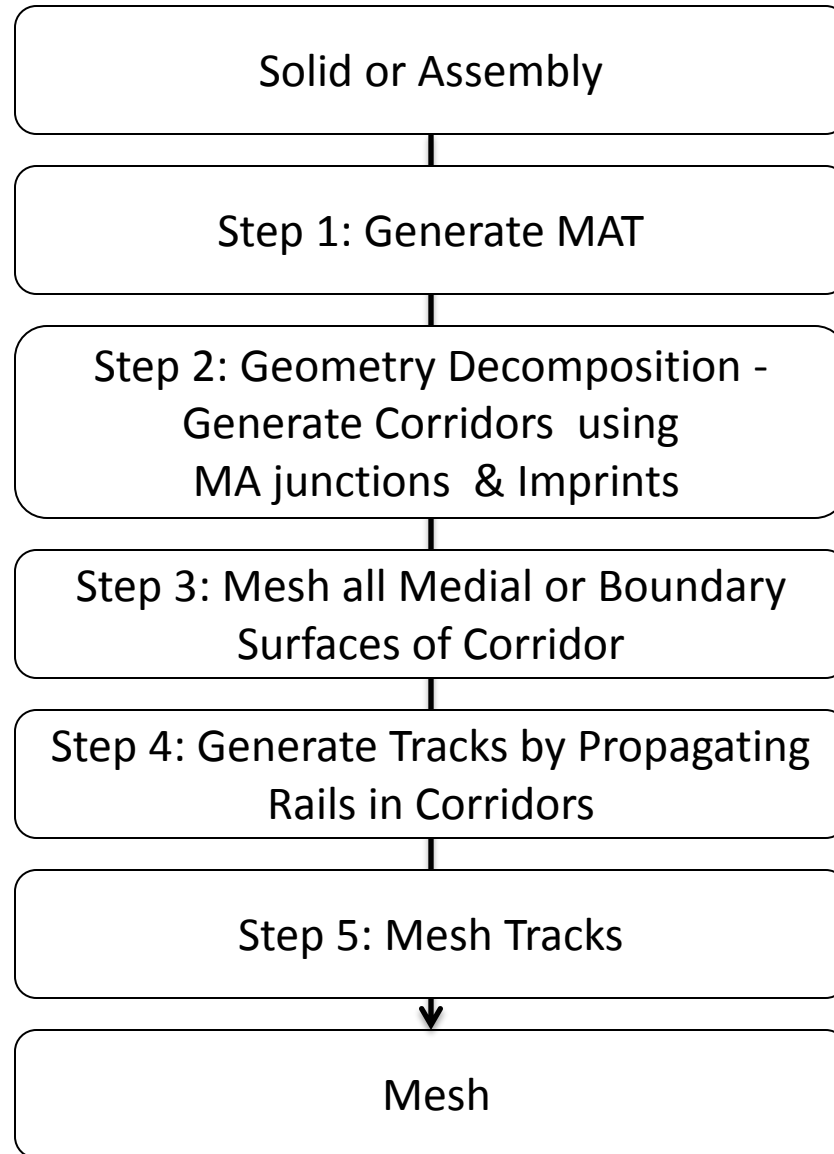 Solid or Assembly
Step 1: Generate MAT
Step 2: Geometry Decomposition -
Generate Corridors  using
MA junctions  & Imprints
Step 3: Mesh all Medial or Boundary
Surfaces of Corridor
Step 4: Generate Tracks by Propagating
Rails in Corridors
Step 5: Mesh Tracks
Mesh